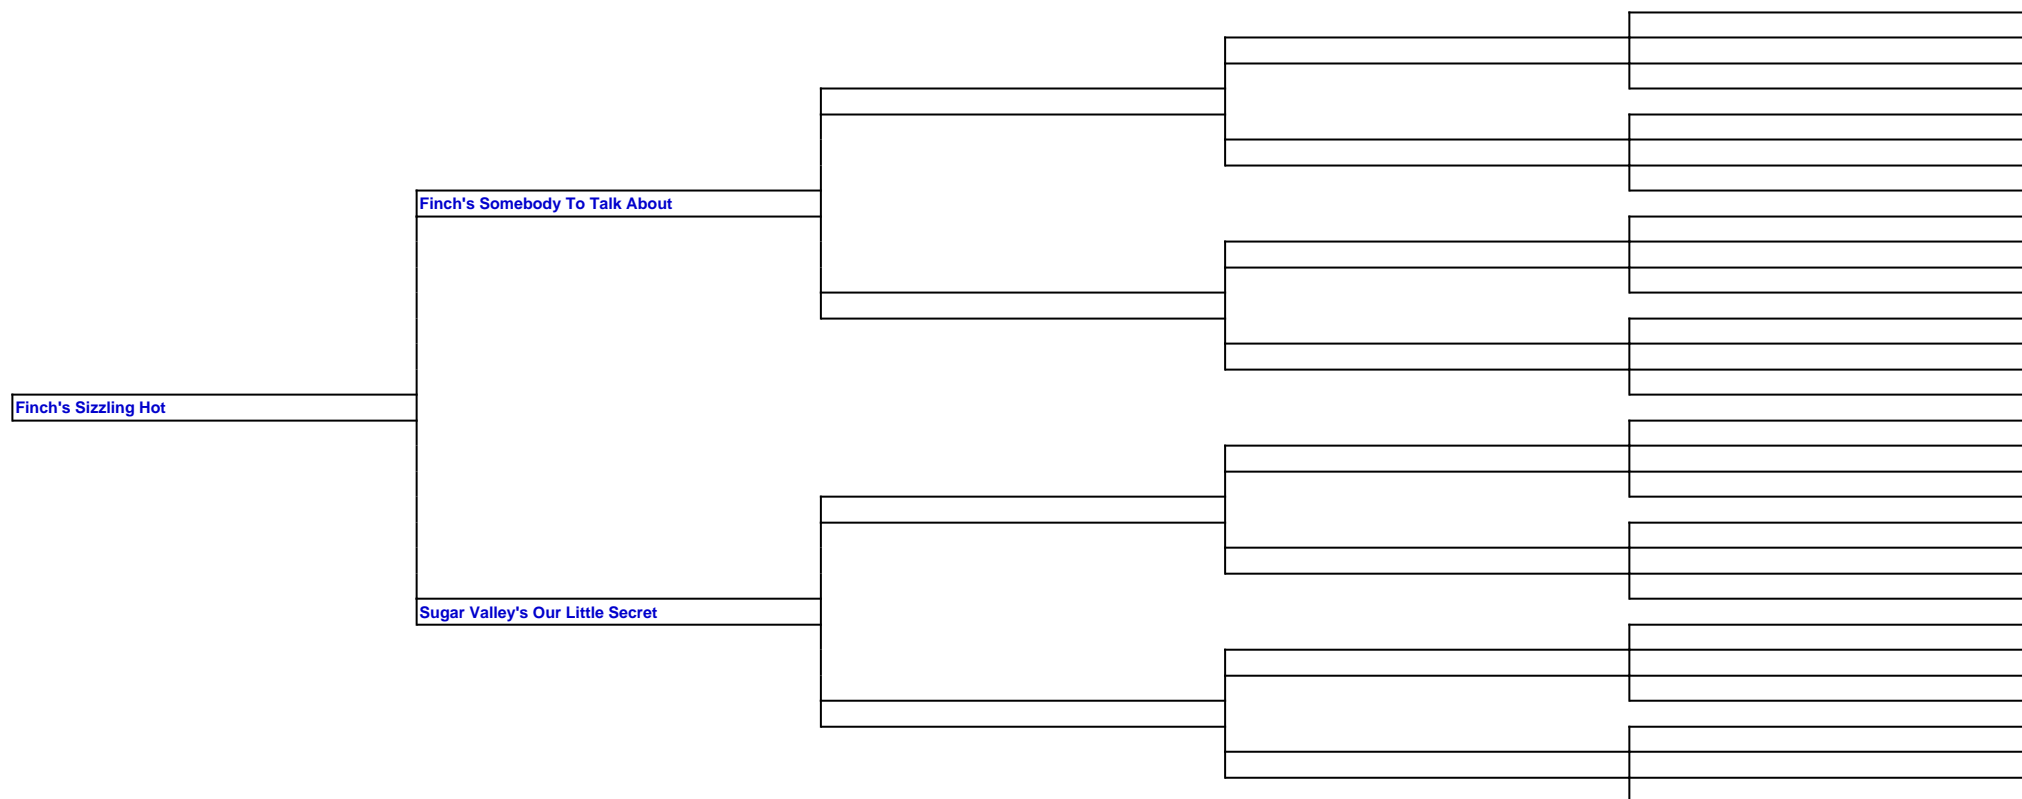 Finch's Somebody To Talk About
Finch's Sizzling Hot
Sugar Valley's Our Little Secret